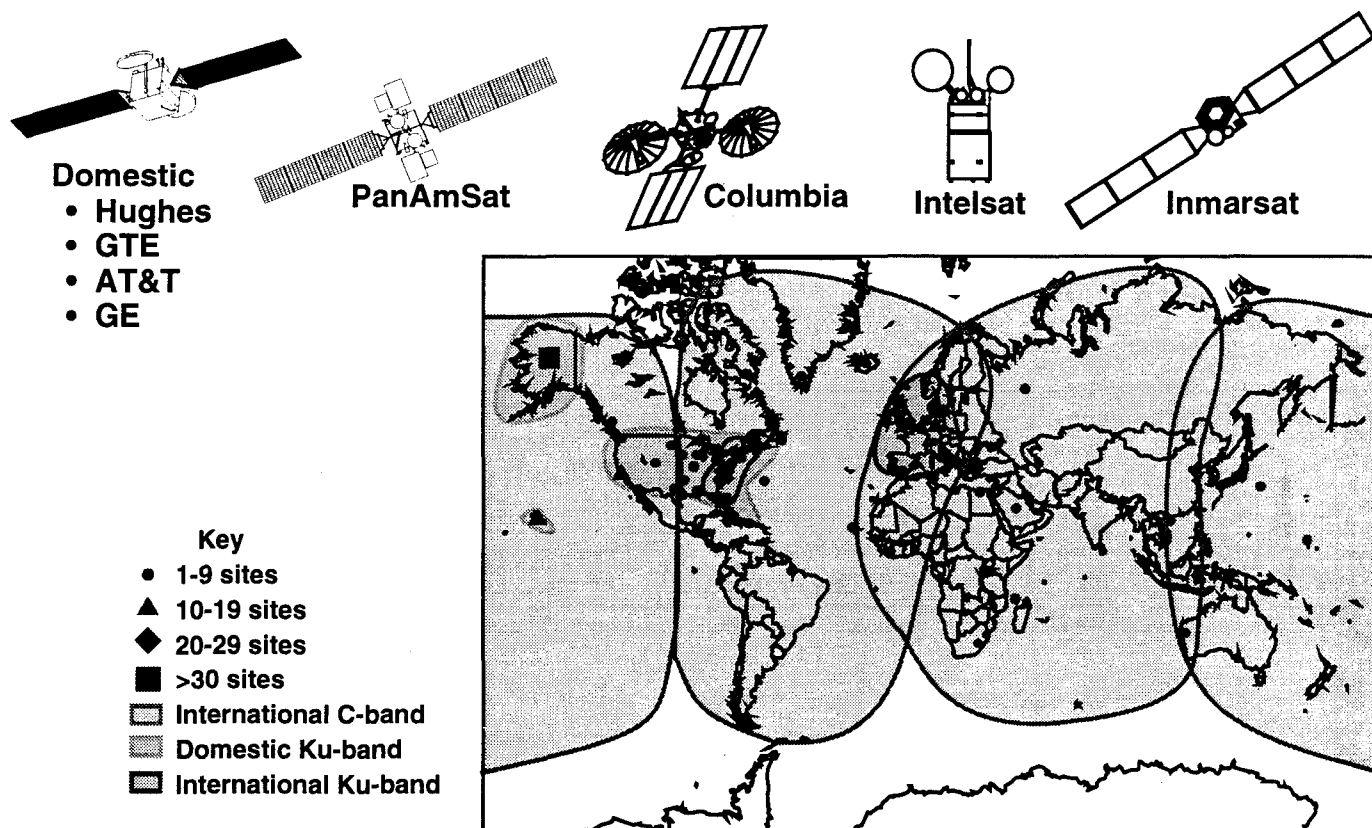 Domestic
• Hughes
• GTE
• AT&T
• GE
PanAmSat
Columbia
Intelsat
Inmarsat
Key
1-9 sites
10-19 sites
20-29 sites
>30 sites
International C-band
Domestic Ku-band
International Ku-band